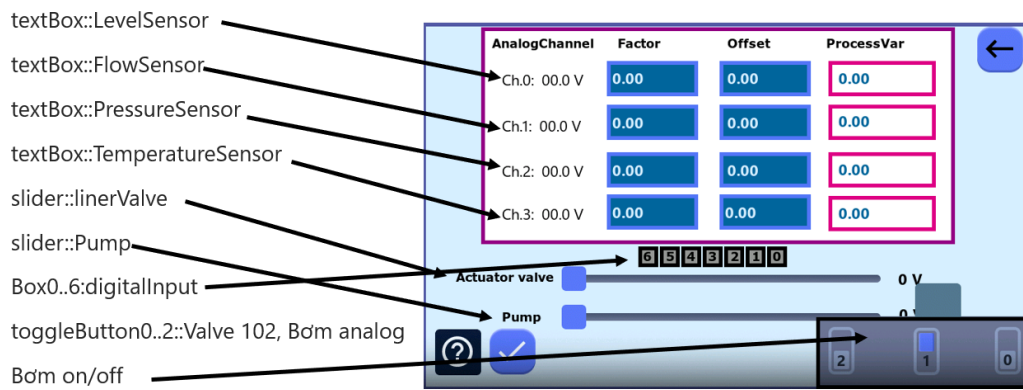 textBox::LevelSensor
textBox::FlowSensor
textBox::PressureSensor
textBox::TemperatureSensor
slider::linerValve
slider::Pump
Box0..6:digitalInput
toggleButton0..2::Valve 102, Bơm analog
Bơm on/off
AnalogChannel Factor Offset ProcessVar
Ch.0: 00.0 V 0.00 0.00 0.00
Ch.1: 00.0 V 0.00 0.00 0.00
Ch.2: 00.0 V 0.00 0.00 0.00
Ch.3: 00.0 V 0.00 0.00 0.00
6 5 4 3 2 1 0
Actuator valve 0 V
Pump 0
? 2 1 0